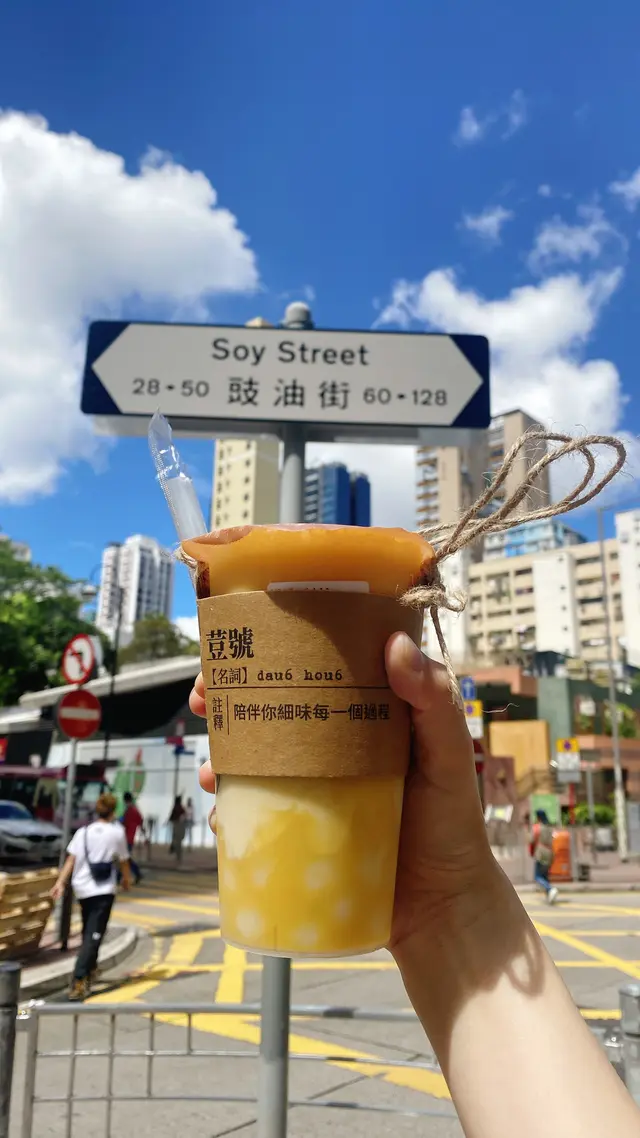 Soy Street
28-50 豉油街 60-128
荳號
【名詞】dau6 hou6
註釋
陪伴你細味每一個過程